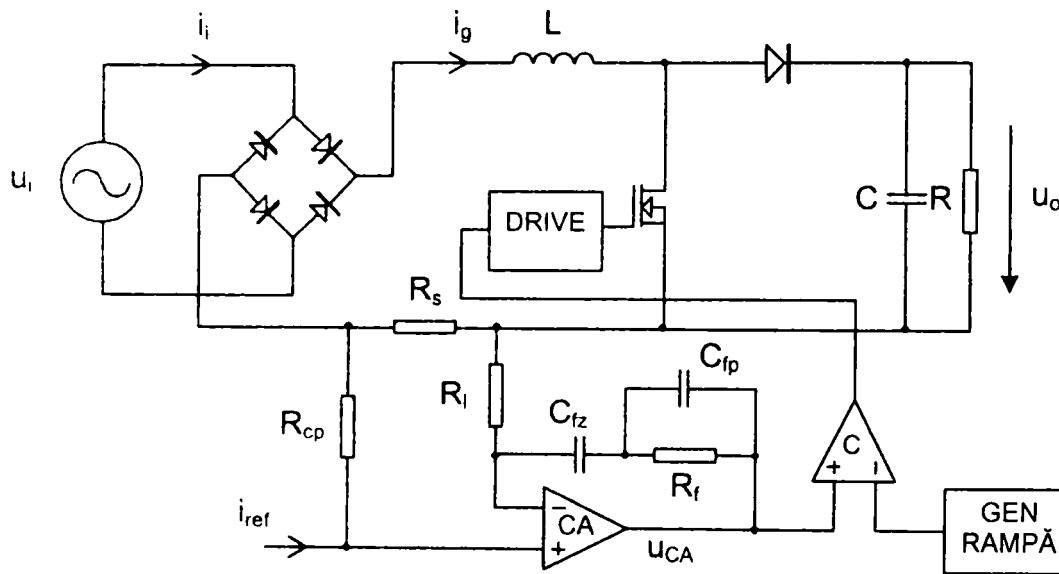 i_i
i_g
L
u_i
DRIVE
C
R
u_o
R_s
R_l
C_fp
R_cp
C_fz
R_f
C
+
−
i_ref
−
CA
+
u_CA
GEN
RAMPĂ